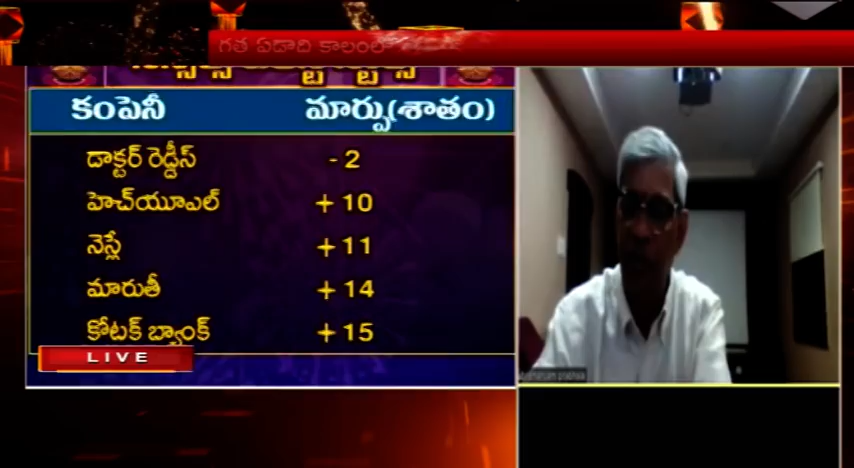 గత ఏడాది కాలంలో
కంపెనీ మార్పు(శాతం)
డాక్టర్ రెడ్డీస్ - 2
హెచ్‌యూఎల్ + 10
నెస్లే + 11
మారుతీ + 14
కోటక్ బ్యాంక్ + 15
LIVE